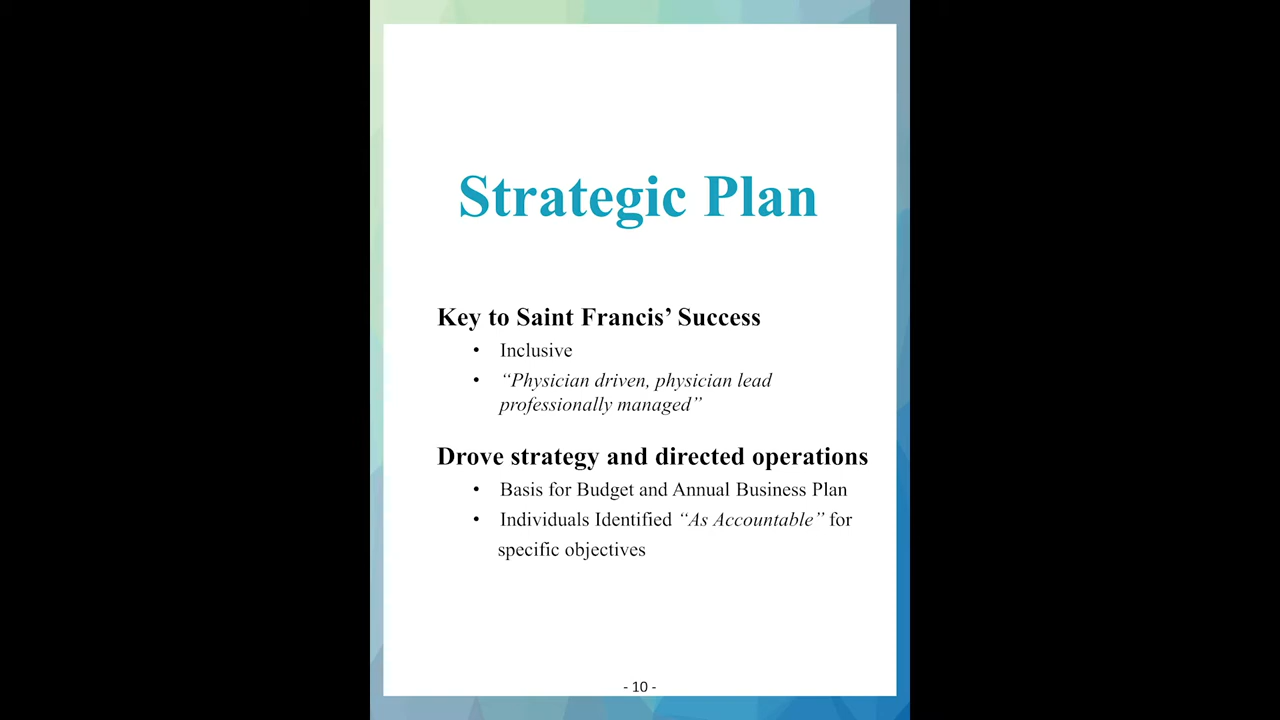 Strategic Plan
Key to Saint Francis’ Success
• Inclusive
• “Physician driven, physician lead
professionally managed”
Drove strategy and directed operations
• Basis for Budget and Annual Business Plan
• Individuals Identified “As Accountable” for
specific objectives
- 10 -